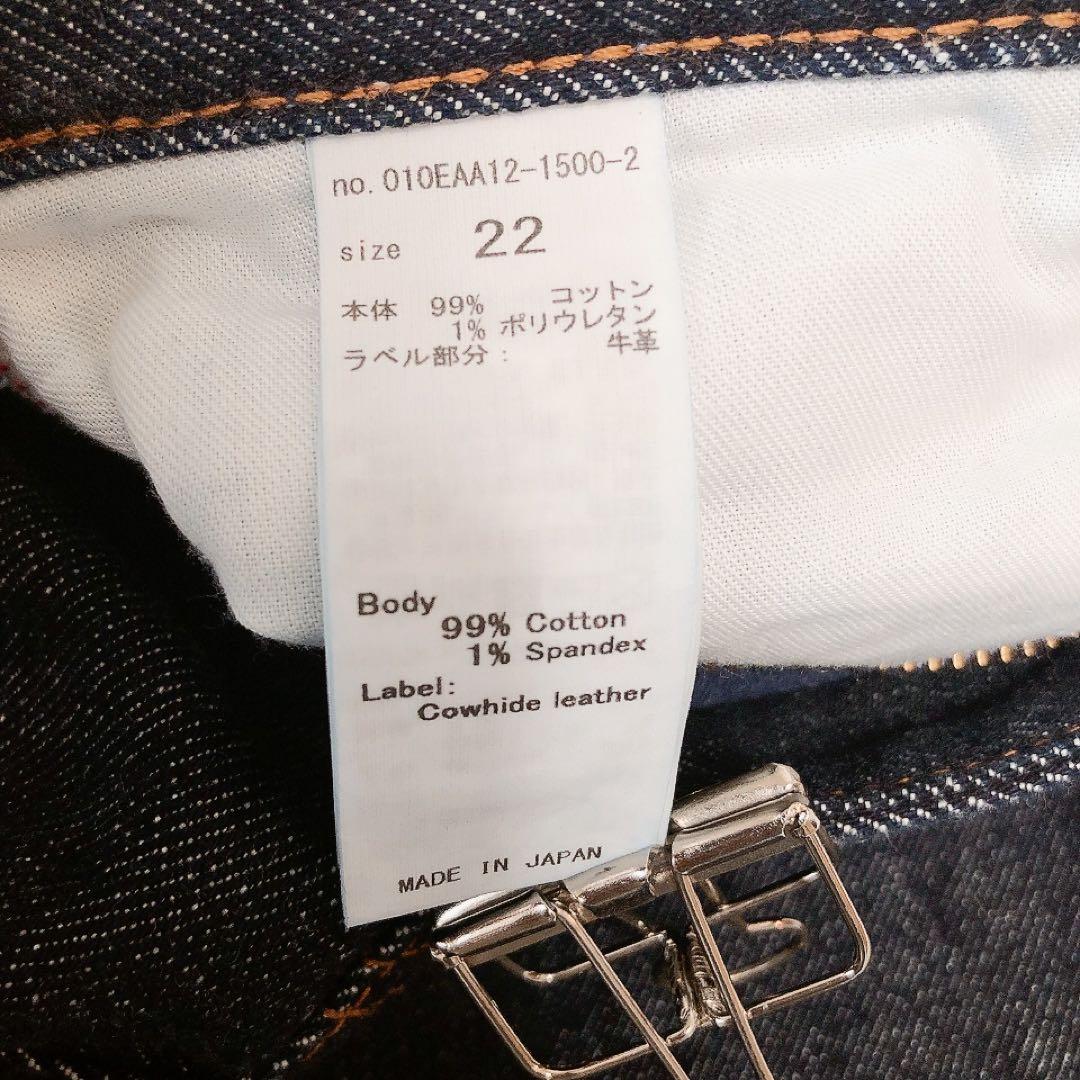 no. 010EAA12-1500-2
size 22
本体 99% コットン
1% ポリウレタン
ラベル部分: 牛革
Body
99% Cotton
1% Spandex
Label:
Cowhide leather
MADE IN JAPAN